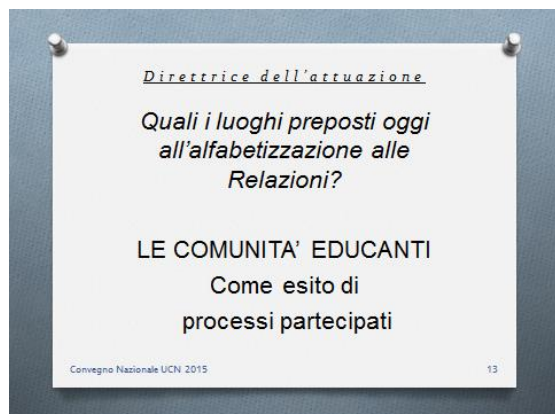 Direttrice dell'attuazione
Quali i luoghi preposti oggi
all'alfabetizzazione alle
Relazioni?
LE COMUNITA' EDUCANTI
Come esito di
processi partecipati
Convegno Nazionale UCN 2015
13